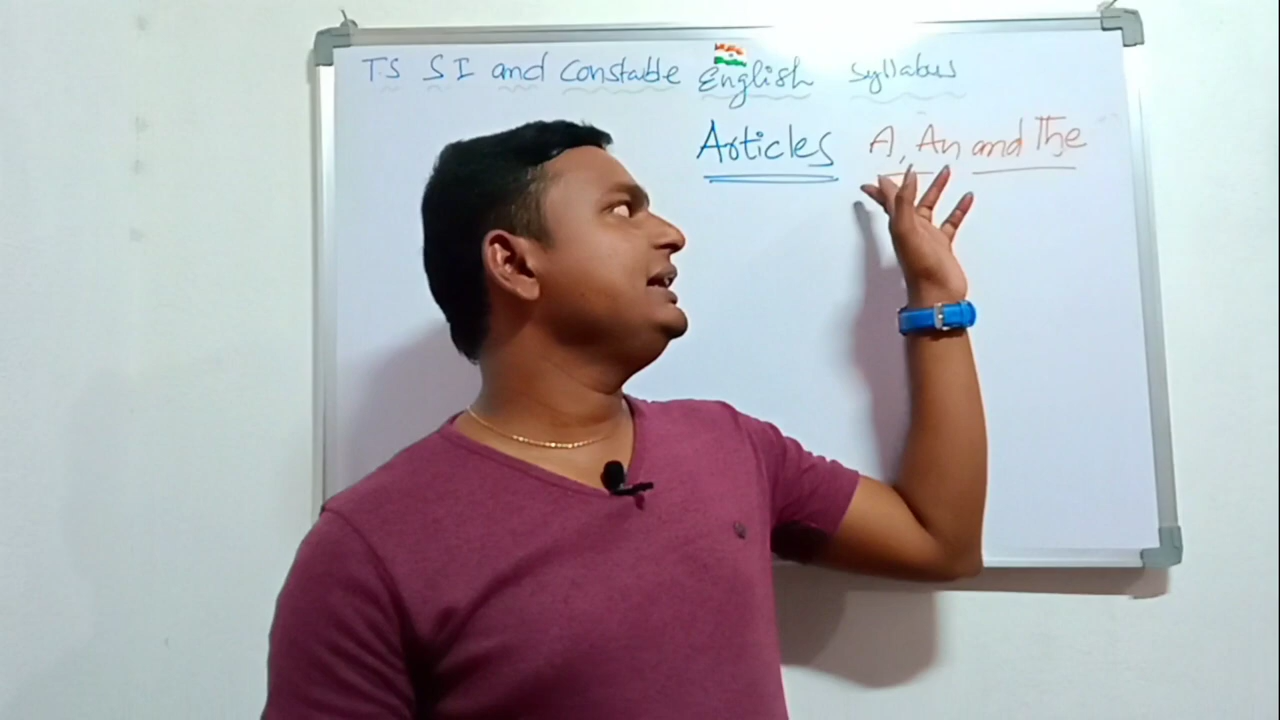 TS SI and Constable English Syllabus
Articles A, An and The